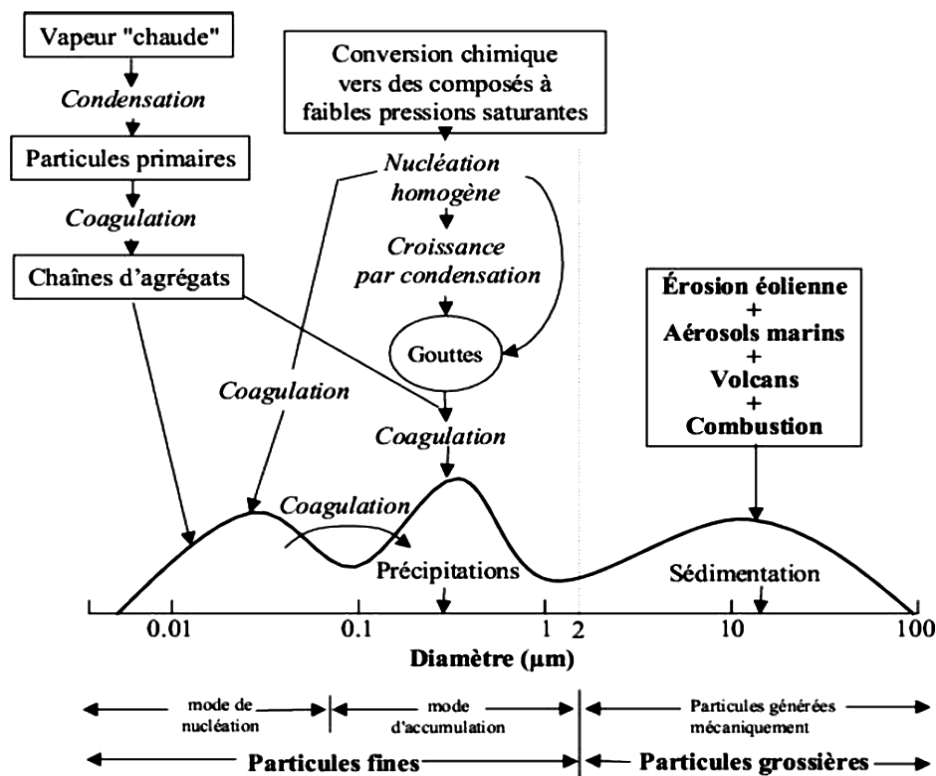 Vapeur "chaude"
Condensation
Particules primaires
Coagulation
Chaînes d'agrégats
Conversion chimique
vers des composés à
faibles pressions saturantes
Nucléation
homogène
Croissance
par condensation
Gouttes
Coagulation
Coagulation
Érosion éolienne
+
Aérosols marins
+
Volcans
+
Combustion
Coagulation
Précipitations
Sédimentation
0.01
0.1
1
2
10
100
Diamètre (µm)
mode de
nucléation
mode
d'accumulation
Particules générées
mécaniquement
Particules fines
Particules grossières